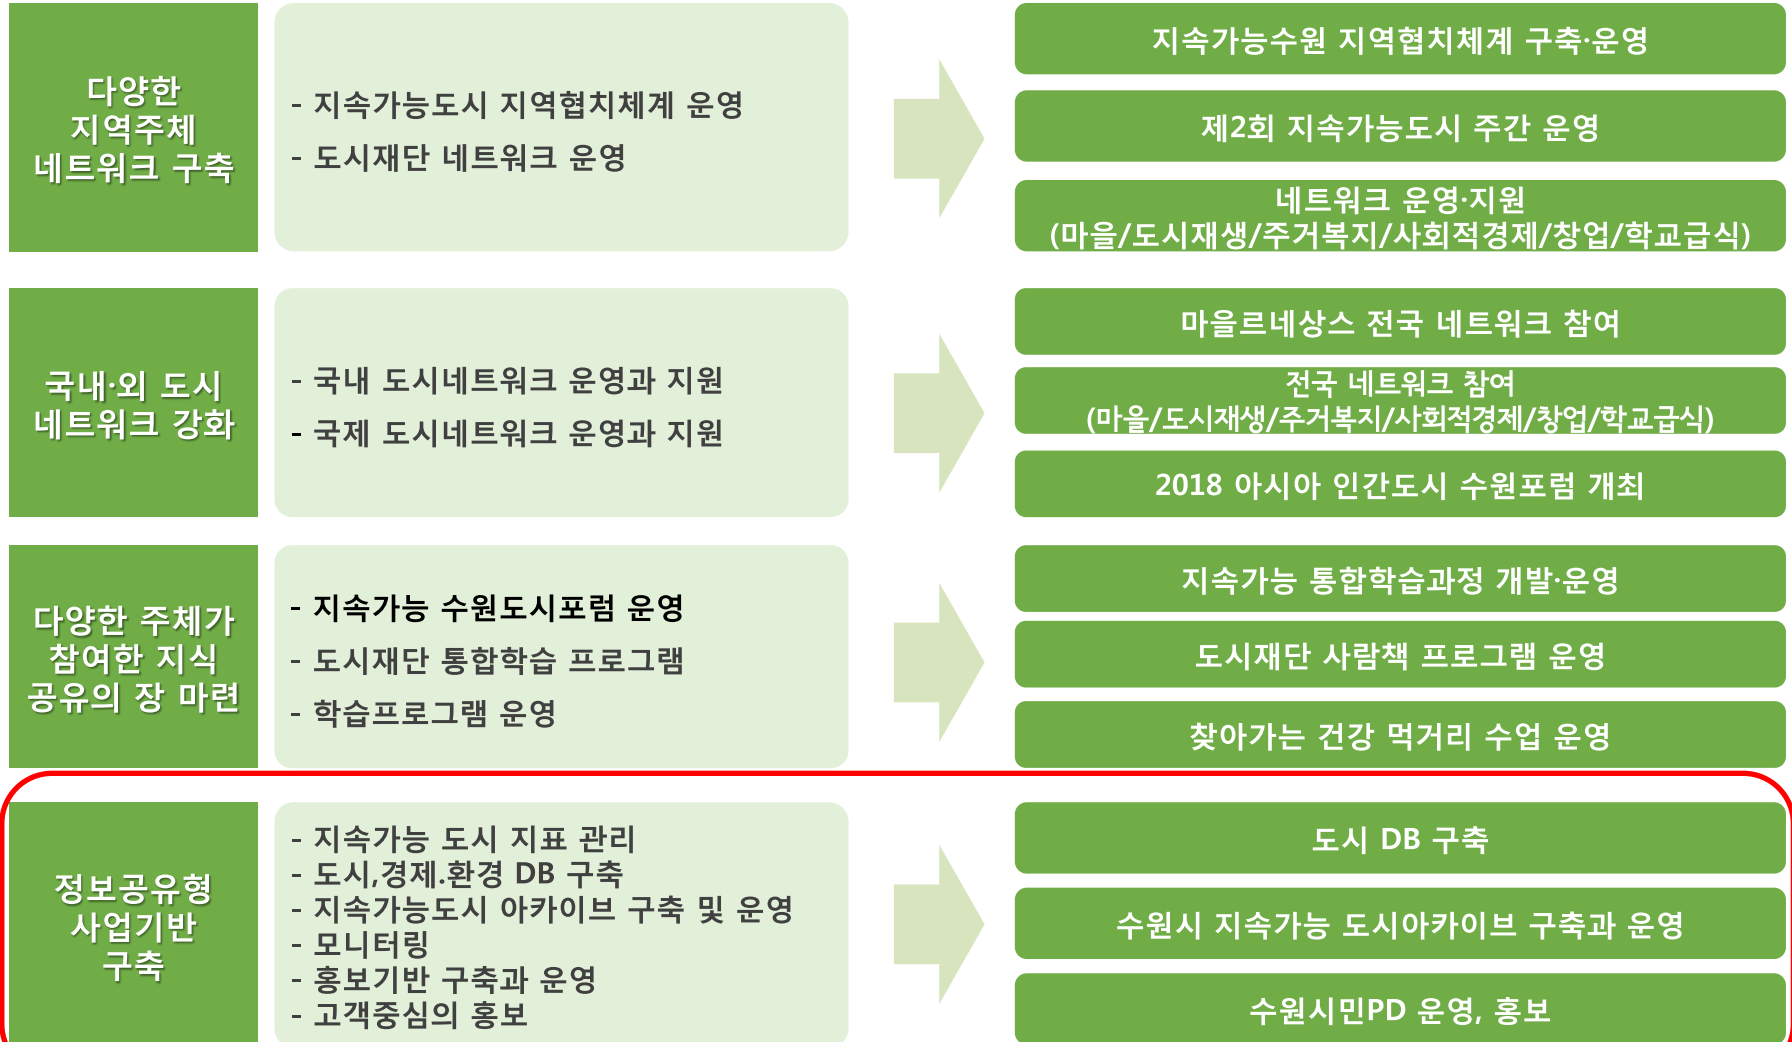 다양한
지역주체
네트워크 구축
- 지속가능도시 지역협치체계 운영
- 도시재단 네트워크 운영
지속가능수원 지역협치체계 구축·운영
제2회 지속가능도시 주간 운영
네트워크 운영·지원
(마을/도시재생/주거복지/사회적경제/창업/학교급식)
국내·외 도시
네트워크 강화
- 국내 도시네트워크 운영과 지원
- 국제 도시네트워크 운영과 지원
마을르네상스 전국 네트워크 참여
전국 네트워크 참여
(마을/도시재생/주거복지/사회적경제/창업/학교급식)
2018 아시아 인간도시 수원포럼 개최
다양한 주체가
참여한 지식
공유의 장 마련
- 지속가능 수원도시포럼 운영
- 도시재단 통합학습 프로그램
- 학습프로그램 운영
지속가능 통합학습과정 개발·운영
도시재단 사람책 프로그램 운영
찾아가는 건강 먹거리 수업 운영
정보공유형
사업기반
구축
- 지속가능 도시 지표 관리
- 도시,경제.환경 DB 구축
- 지속가능도시 아카이브 구축 및 운영
- 모니터링
- 홍보기반 구축과 운영
- 고객중심의 홍보
도시 DB 구축
수원시 지속가능 도시아카이브 구축과 운영
수원시민PD 운영, 홍보